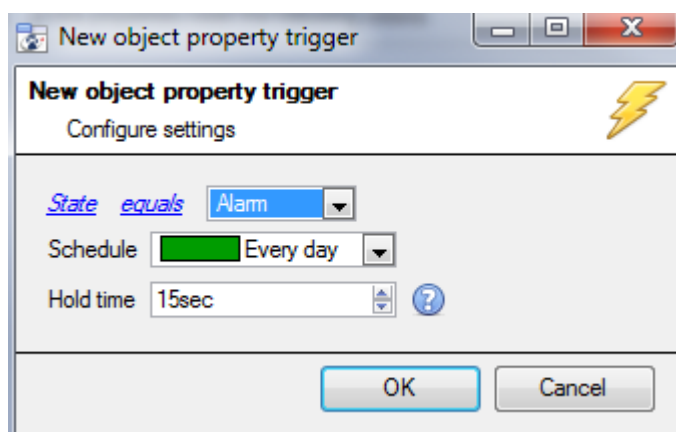 New object property trigger
New object property trigger
Configure settings
State equals Alarm
Schedule Every day
Hold time 15sec
OK Cancel